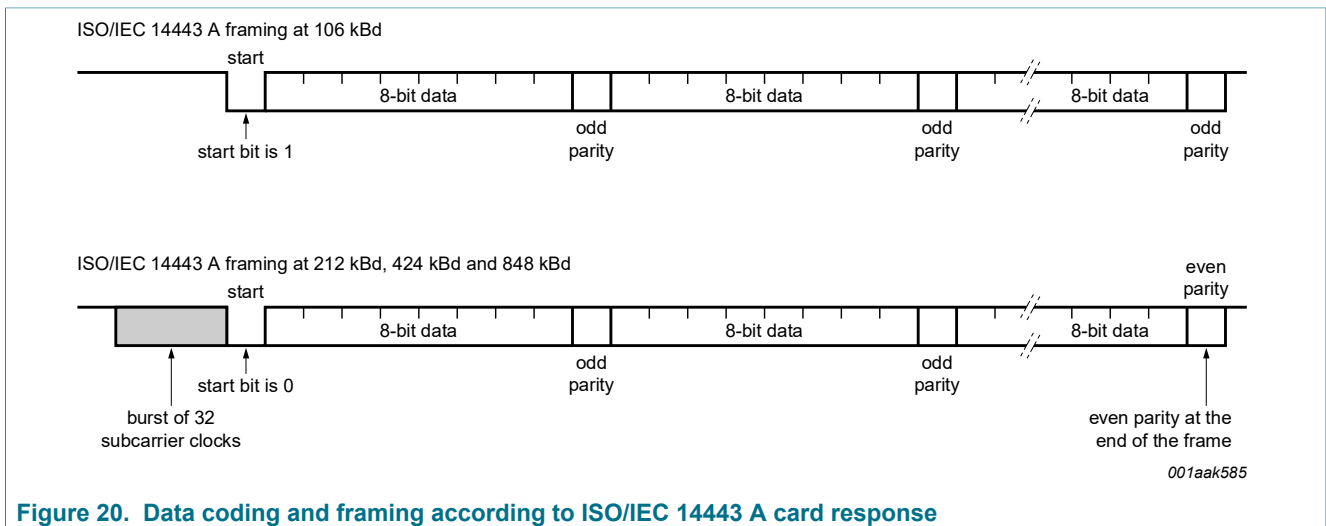 ISO/IEC 14443 A framing at 106 kBd
start
8-bit data
8-bit data
8-bit data
odd
parity
odd
parity
odd
parity
start bit is 1
ISO/IEC 14443 A framing at 212 kBd, 424 kBd and 848 kBd
even
parity
start
8-bit data
8-bit data
8-bit data
odd
parity
odd
parity
start bit is 0
burst of 32
subcarrier clocks
even parity at the
end of the frame
001aak585
Figure 20. Data coding and framing according to ISO/IEC 14443 A card response